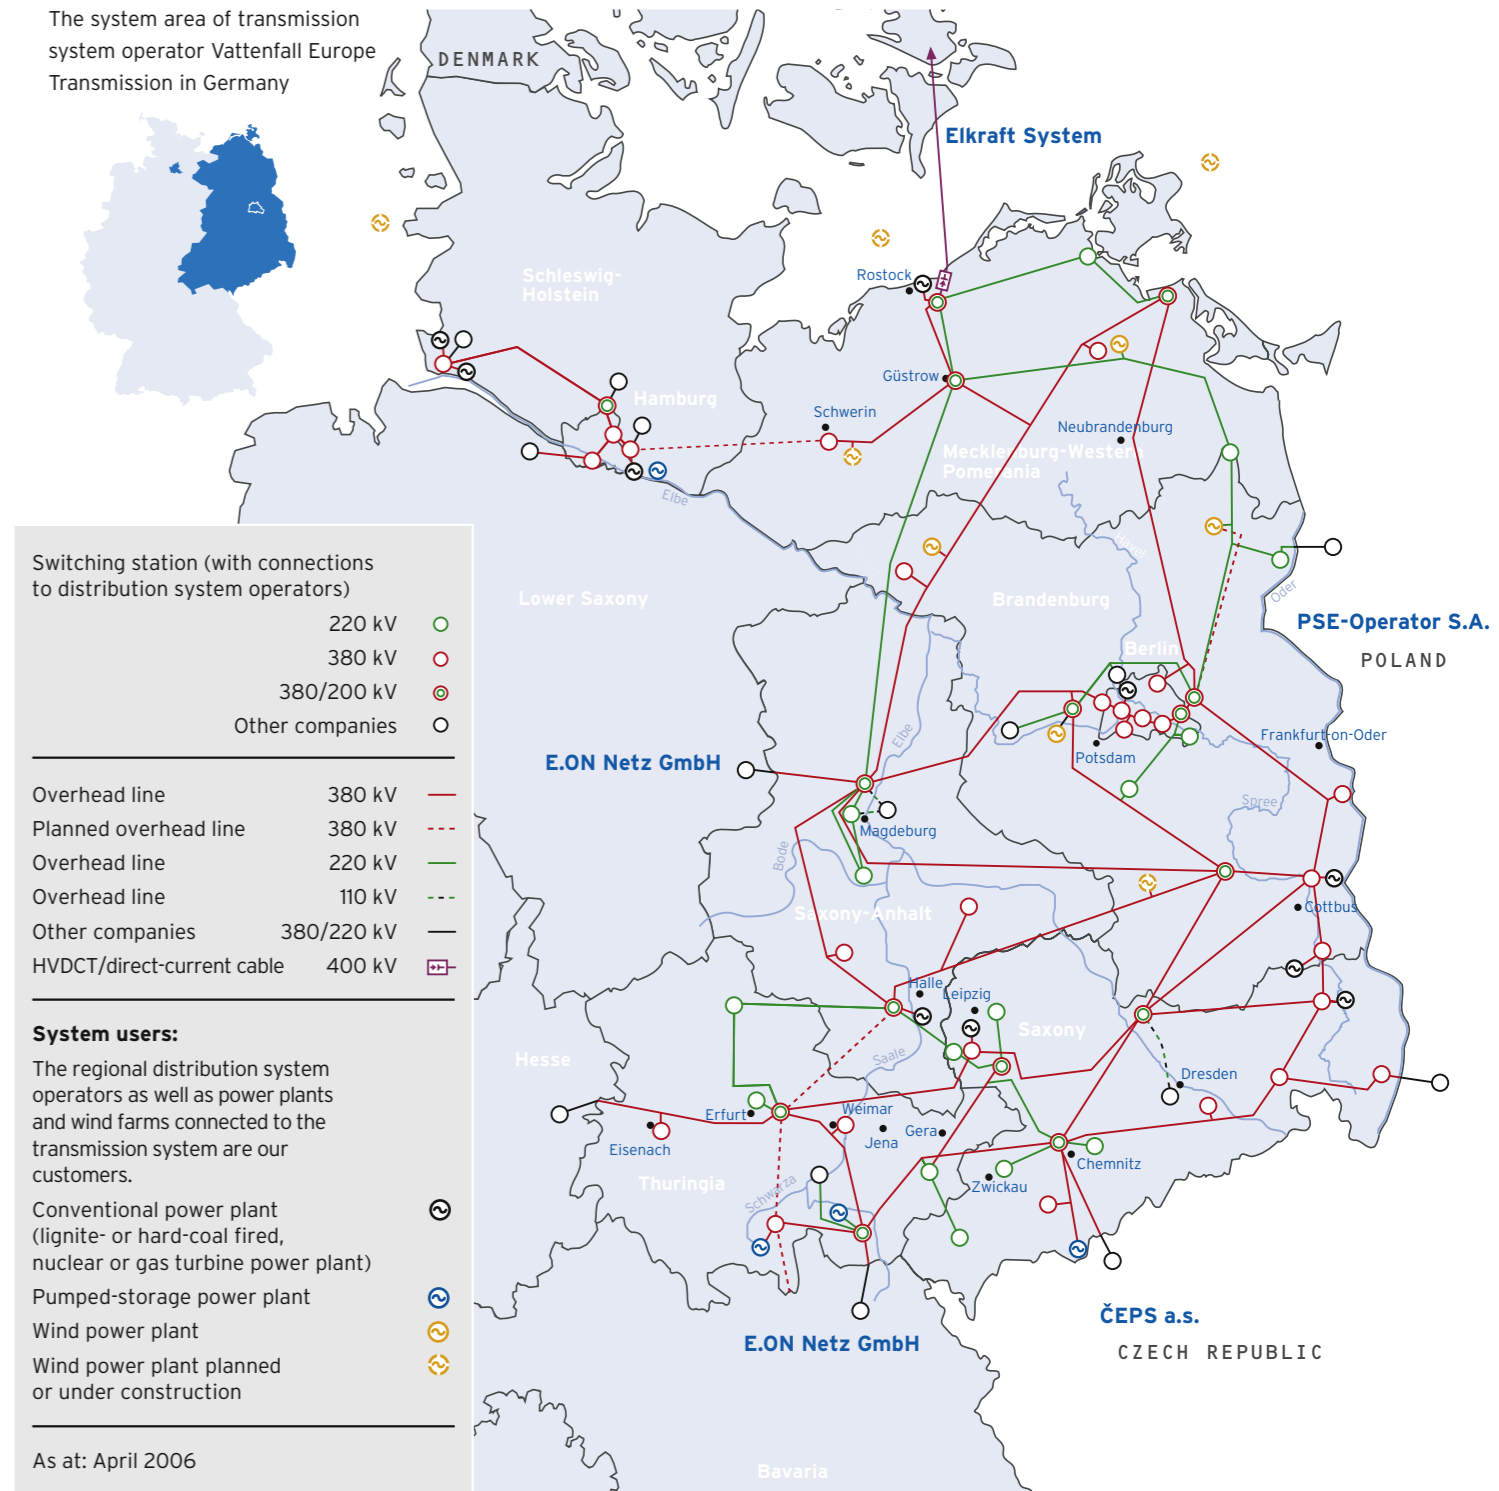 The system area of transmission
system operator Vattenfall Europe
Transmission in Germany
DENMARK
Elkraft System
Schleswig-
Holstein
Rostock
Güstrow
Hamburg
Schwerin
Neubrandenburg
Mecklenburg-Western
Pomerania
Elbe
Havel
Oder
Lower Saxony
Brandenburg
PSE-Operator S.A.
POLAND
Berlin
Elbe
Frankfurt-on-Oder
E.ON Netz GmbH
Potsdam
Spree
Magdeburg
Bode
Saxony-Anhalt
Cottbus
Halle
Leipzig
Saxony
Hesse
Saale
Dresden
Erfurt
Weimar
Eisenach
Jena
Gera
Chemnitz
Thuringia
Schwarza
Zwickau
ČEPS a.s.
E.ON Netz GmbH
CZECH REPUBLIC
Bavaria
Switching station (with connections
to distribution system operators)
220 kV
380 kV
380/200 kV
Other companies
Overhead line 380 kV
Planned overhead line 380 kV
Overhead line 220 kV
Overhead line 110 kV
Other companies 380/220 kV
HVDCT/direct-current cable 400 kV
System users:
The regional distribution system
operators as well as power plants
and wind farms connected to the
transmission system are our
customers.
Conventional power plant
(lignite- or hard-coal fired,
nuclear or gas turbine power plant)
Pumped-storage power plant
Wind power plant
Wind power plant planned
or under construction
As at: April 2006